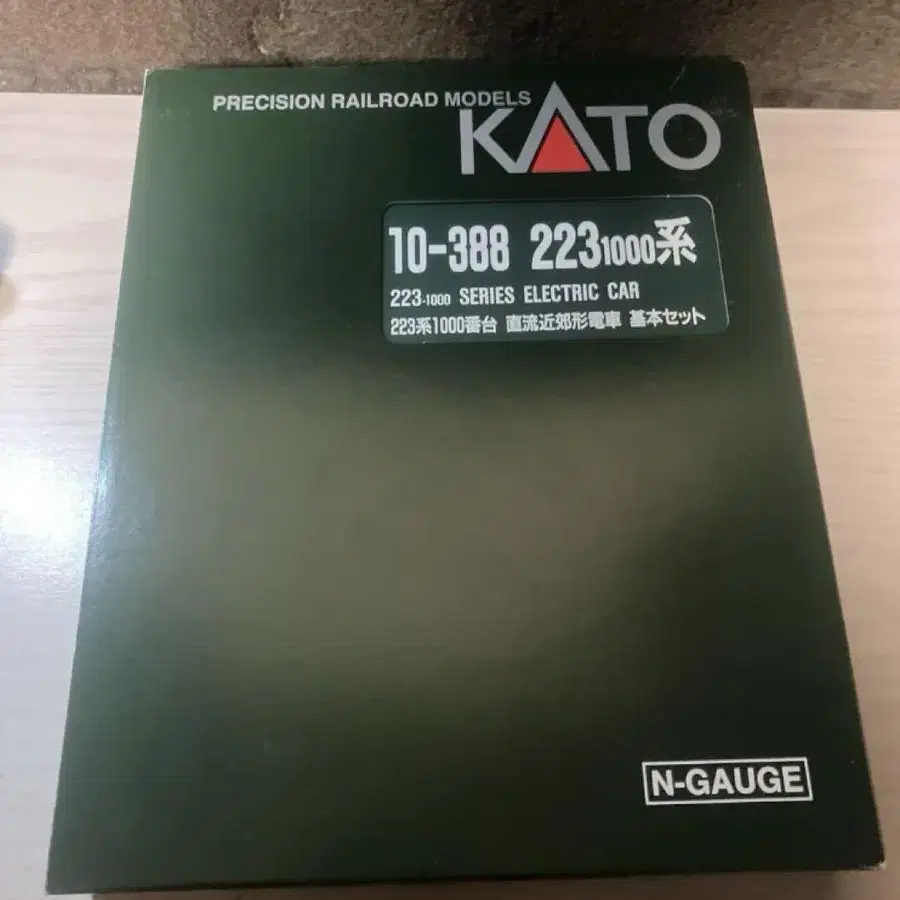 PRECISION RAILROAD MODELS
KATO
10-388 2231000系
223-1000 SERIES ELECTRIC CAR
223系1000番台 直流近郊形電車 基本セット
N-GAUGE